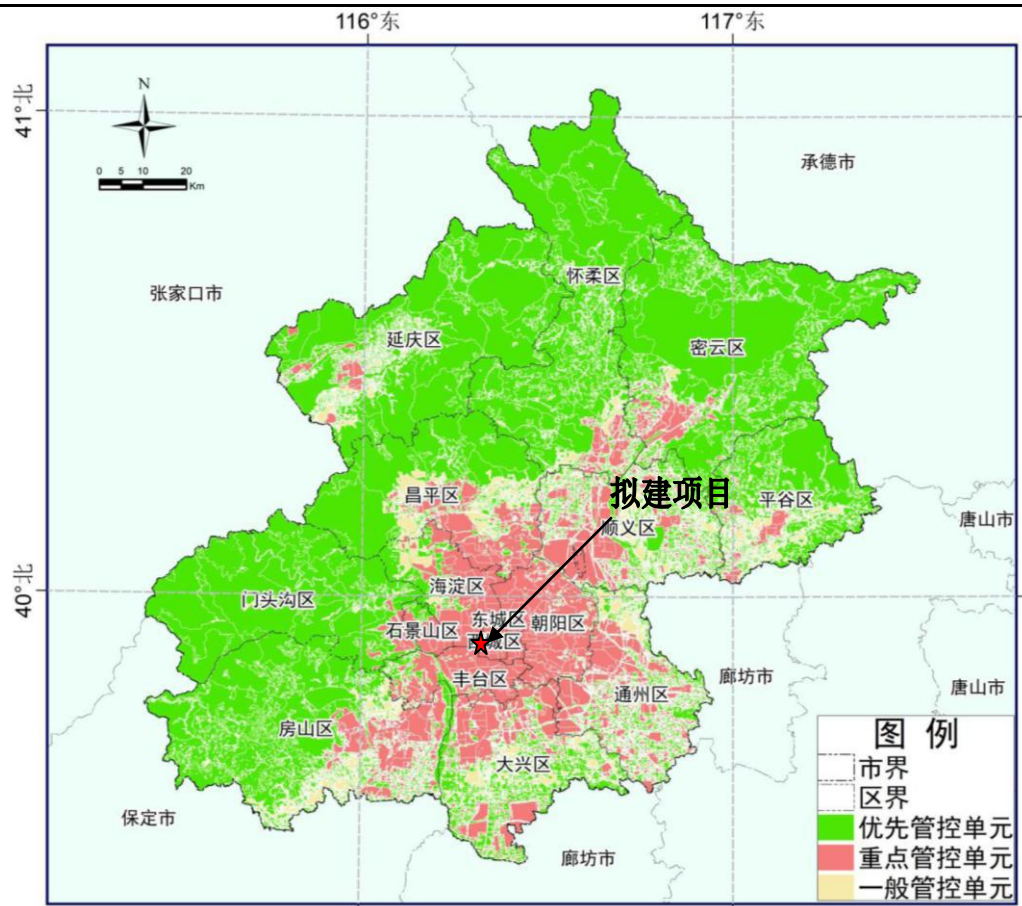 116°东
117°东
41°北
N
0 5 10 20
Km
承德市
怀柔区
张家口市
延庆区
密云区
昌平区
拟建项目
平谷区
顺义区
唐山市
40°北
海淀区
门头沟区
东城区
朝阳区
石景山区
西城区
丰台区
廊坊市
唐山市
通州区
房山区
大兴区
保定市
廊坊市
图 例
市界
区界
优先管控单元
重点管控单元
一般管控单元